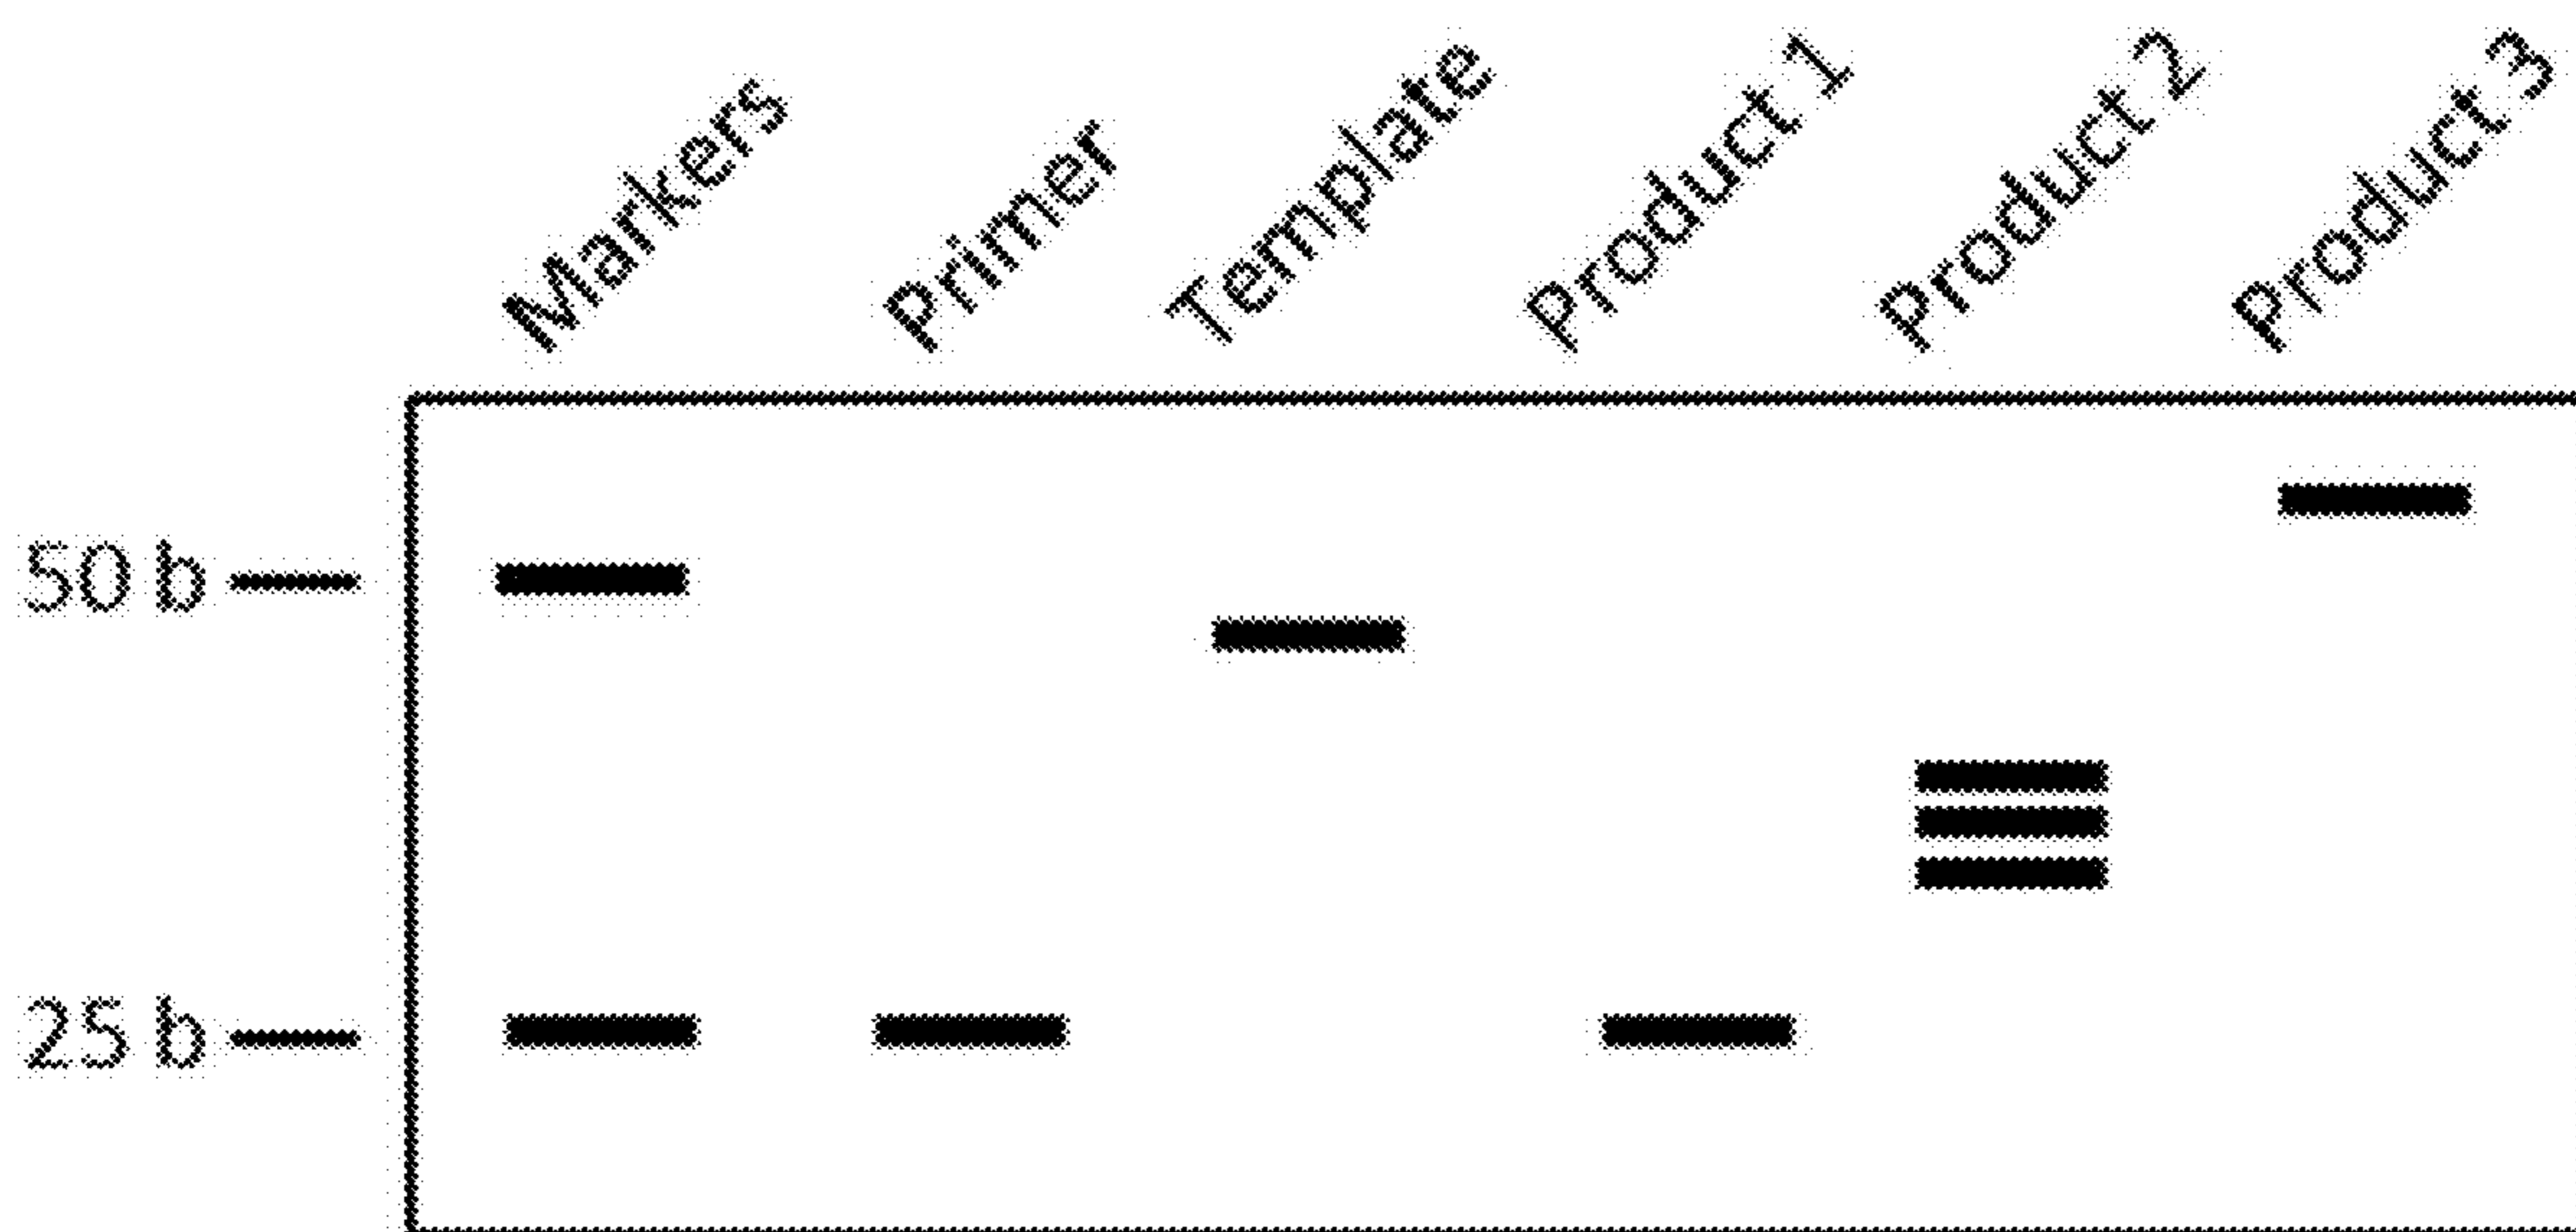 Markers
Primer
Template
Product 1
Product 2
Product 3
50 b
25 b